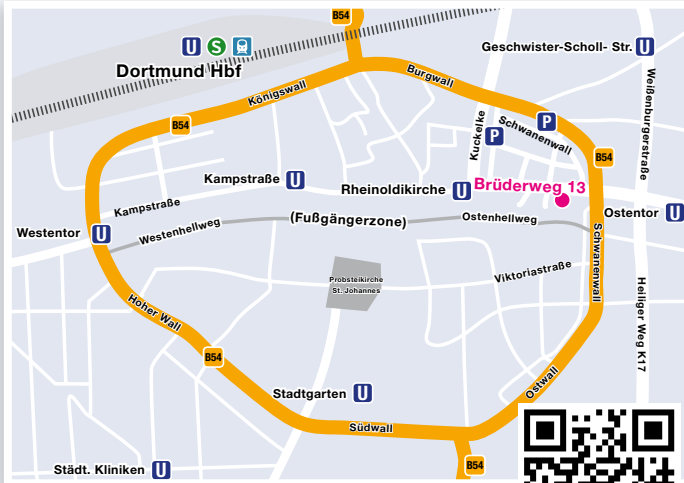 B54
U S
Geschwister-Scholl- Str. U
Dortmund Hbf
Burgwall
Königswall
Weißenburgerstraße
B54
P
Kuckelke
P
Schwanenwall
B54
Kampstraße U
Rheinoldikirche U
Brüderweg 13
Kampstraße
Ostentor U
Westentor U
Westenhellweg
(Fußgängerzone)
Ostenhellweg
Schwanenwall
Probsteikirche
St. Johannes
Viktoriastraße
Heiliger Weg K17
Hoher Wall
B54
Ostwall
Stadtgarten U
Südwall
Städt. Kliniken U
B54